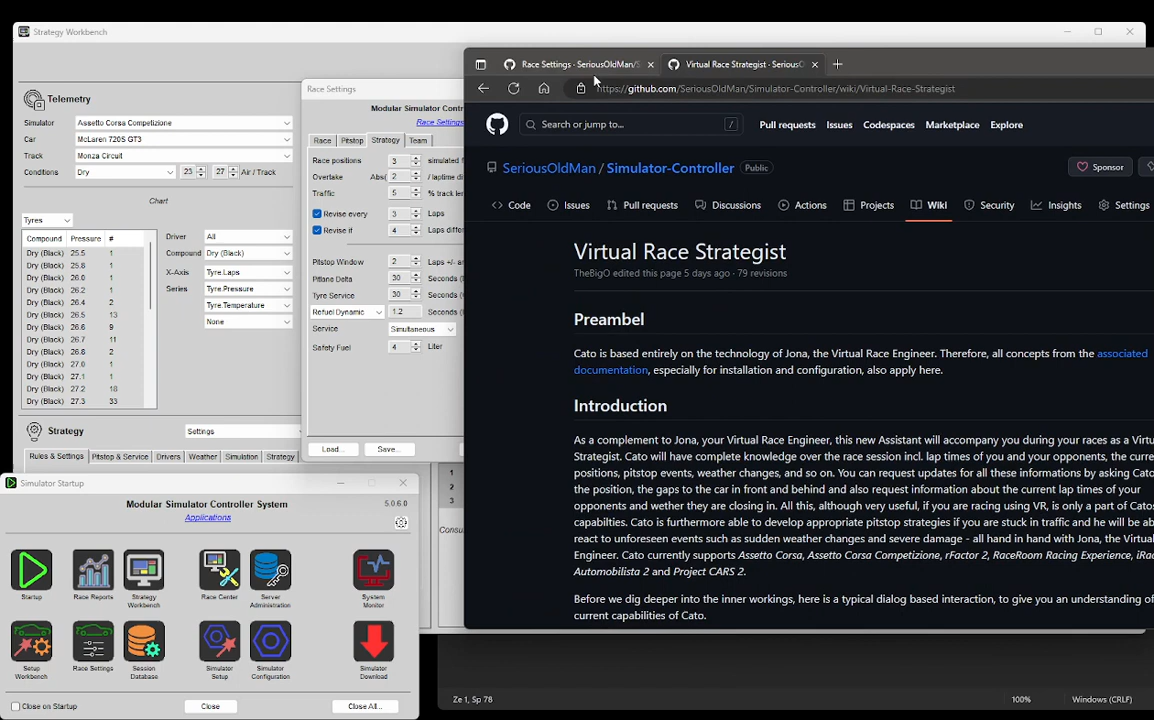 Strategy Workbench
Telemetry
Simulator Assetto Corsa Competizione
Car McLaren 720S GT3
Track Monza Circuit
Conditions Dry 23 27 Air / Track
Chart
Tyres
Compound Pressure #
Dry (Black) 25.5 1
Dry (Black) 25.8 1
Dry (Black) 26.0 1
Dry (Black) 26.2 1
Dry (Black) 26.4 2
Dry (Black) 26.5 13
Dry (Black) 26.6 9
Dry (Black) 26.7 11
Dry (Black) 26.8 2
Dry (Black) 27.0 1
Dry (Black) 27.1 1
Dry (Black) 27.2 18
Dry (Black) 27.3 33
Driver All
Compound Dry (Black)
X-Axis Tyre.Laps
Series Tyre.Pressure
Tyre.Temperature
None
Strategy Settings
Rules & Settings Pitstop & Service Drivers Weather Simulation Strategy
Race Settings
Modular Simulator Contr
Race Settings
Race Pitstop Strategy Team
Race positions 3 simulated f
Overtake Abs( 2 / laptime di
Traffic 5 % track len
Revise every 3 Laps
Revise if 4 Laps differ
Pitstop Window 2 Laps +/- ar
Pitlane Delta 30 Seconds (
Tyre Service 30 Seconds (
Refuel Dynamic 1.2 Seconds (
Service Simultaneous
Safety Fuel 4 Liter
Load... Save...
1
2
3
Consu
Simulator Startup
Modular Simulator Controller System 5.0.6.0
Applications
Startup Race Reports Strategy Workbench Race Center Server Administration System Monitor
Setup Workbench Race Settings Session Database Simulator Setup Simulator Configuration Simulator Download
Close on Startup Close Close All...
Race Settings · SeriousOldMan/S
Virtual Race Strategist · SeriousO
https://github.com/SeriousOldMan/Simulator-Controller/wiki/Virtual-Race-Strategist
Search or jump to... / Pull requests Issues Codespaces Marketplace Explore
SeriousOldMan / Simulator-Controller Public Sponsor
Code Issues Pull requests Discussions Actions Projects Wiki Security Insights Settings
Virtual Race Strategist
TheBigO edited this page 5 days ago · 79 revisions
Preambel
Cato is based entirely on the technology of Jona, the Virtual Race Engineer. Therefore, all concepts from the associated
documentation, especially for installation and configuration, also apply here.
Introduction
As a complement to Jona, your Virtual Race Engineer, this new Assistant will accompany you during your races as a Virtu
Strategist. Cato will have complete knowledge over the race session incl. lap times of you and your opponents, the curre
positions, pitstop events, weather changes, and so on. You can request updates for all these informations by asking Cato
the position, the gaps to the car in front and behind and also request information about the current lap times of your
opponents and wether they are closing in. All this, although very useful, if you are racing using VR, is only a part of Cato
capabilties. Cato is furthermore able to develop appropriate pitstop strategies if you are stuck in traffic and he will be ab
react to unforeseen events such as sudden weather changes and severe damage - all hand in hand with Jona, the Virtua
Engineer. Cato currently supports Assetto Corsa, Assetto Corsa Competizione, rFactor 2, RaceRoom Racing Experience, iRac
Automobilista 2 and Project CARS 2.
Before we dig deeper into the inner workings, here is a typical dialog based interaction, to give you an understanding of
current capabilities of Cato.
Ze 1, Sp 78 100% Windows (CRLF)